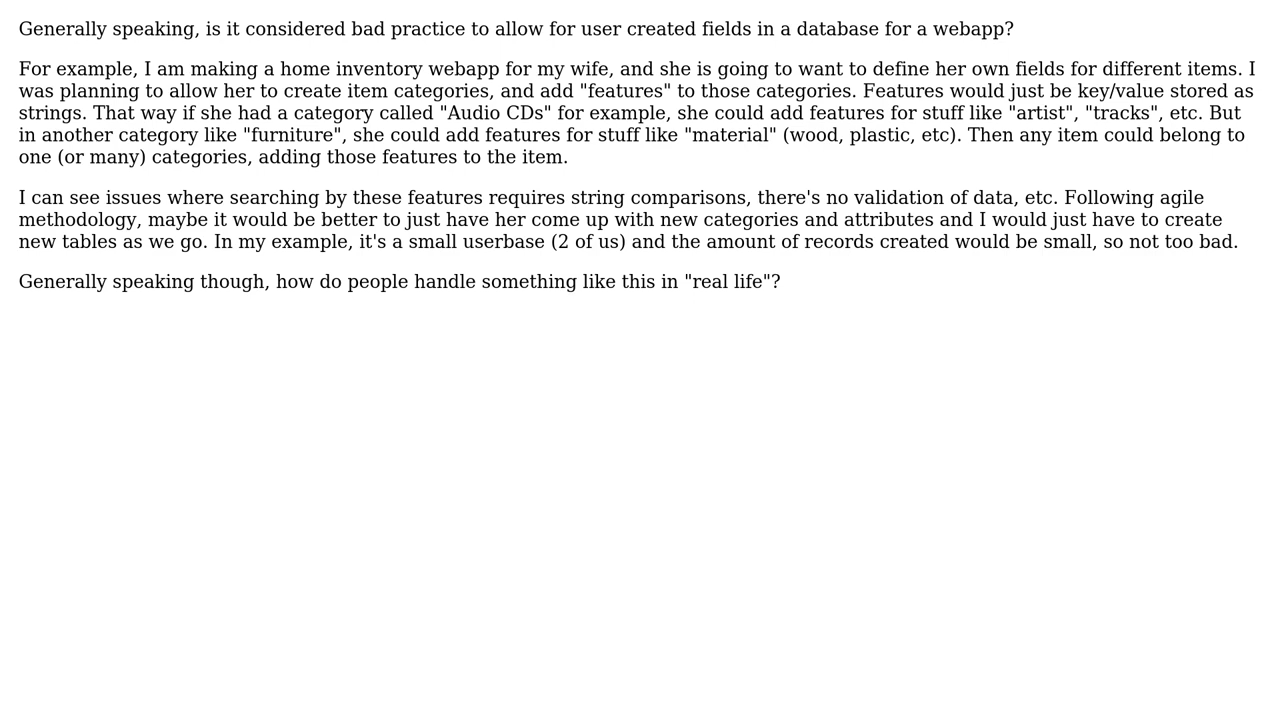 Generally speaking, is it considered bad practice to allow for user created fields in a database for a webapp?
For example, I am making a home inventory webapp for my wife, and she is going to want to define her own fields for different items. I
was planning to allow her to create item categories, and add "features" to those categories. Features would just be key/value stored as
strings. That way if she had a category called "Audio CDs" for example, she could add features for stuff like "artist", "tracks", etc. But
in another category like "furniture", she could add features for stuff like "material" (wood, plastic, etc). Then any item could belong to
one (or many) categories, adding those features to the item.
I can see issues where searching by these features requires string comparisons, there's no validation of data, etc. Following agile
methodology, maybe it would be better to just have her come up with new categories and attributes and I would just have to create
new tables as we go. In my example, it's a small userbase (2 of us) and the amount of records created would be small, so not too bad.
Generally speaking though, how do people handle something like this in "real life"?